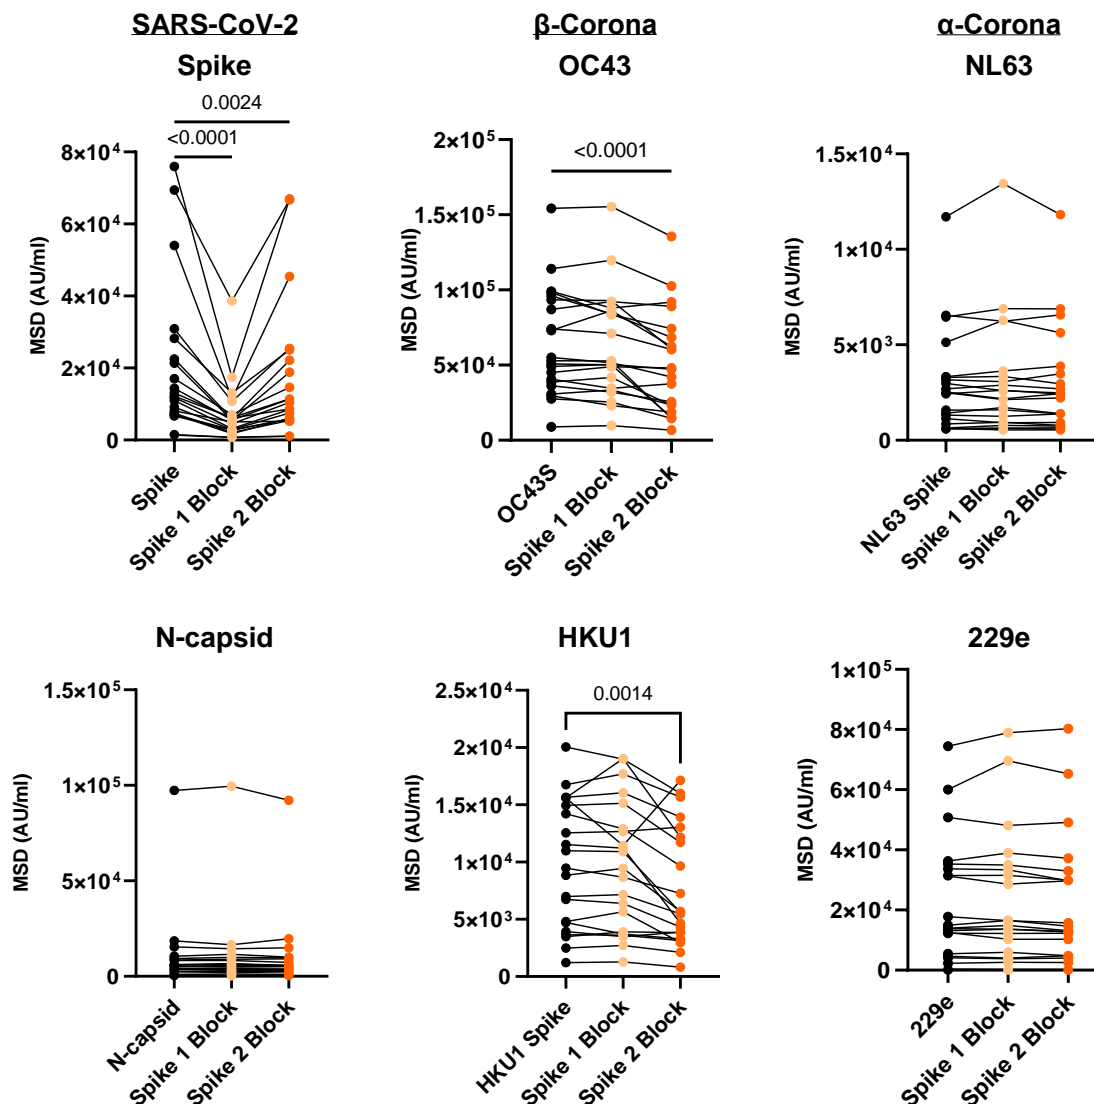 SARS-CoV-2
β-Corona
α-Corona
Spike
OC43
NL63
0.0024
<0.0001
8×10⁴
6×10⁴
4×10⁴
2×10⁴
0
MSD (AU/ml)
Spike
Spike 1 Block
Spike 2 Block
<0.0001
2×10⁵
1.5×10⁵
1×10⁵
5×10⁴
0
MSD (AU/ml)
OC43S
Spike 1 Block
Spike 2 Block
1.5×10⁴
1×10⁴
5×10³
0
MSD (AU/ml)
NL63 Spike
Spike 1 Block
Spike 2 Block
N-capsid
HKU1
229e
1.5×10⁵
1×10⁵
5×10⁴
0
MSD (AU/ml)
N-capsid
Spike 1 Block
Spike 2 Block
0.0014
2.5×10⁴
2×10⁴
1.5×10⁴
1×10⁴
5×10³
0
MSD (AU/ml)
HKU1 Spike
Spike 1 Block
Spike 2 Block
1×10⁵
8×10⁴
6×10⁴
4×10⁴
2×10⁴
0
MSD (AU/ml)
229e
Spike 1 Block
Spike 2 Block